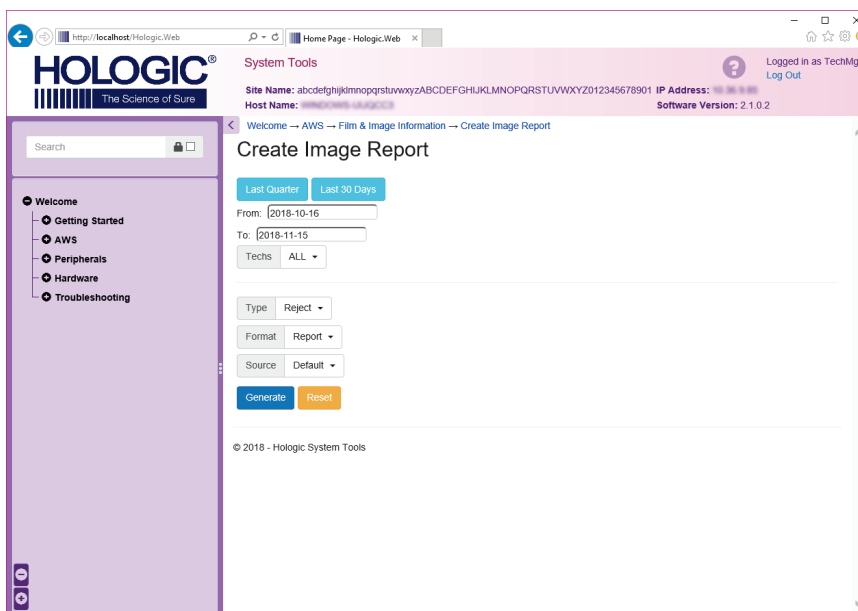 http://localhost/Hologic.Web
Home Page - Hologic.Web
HOLOGIC®
The Science of Sure
System Tools
Logged in as TechMg
Log Out
Site Name: abcdefghijklmnopqrstuvwxyzABCDEFGHIJKLMNOPQRSTUVWXYZ012345678901 IP Address:
Host Name:
Software Version: 2.1.0.2
Welcome → AWS → Film & Image Information → Create Image Report
Search
Create Image Report
Last Quarter Last 30 Days
From: 2018-10-16
To: 2018-11-15
Techs ALL
Welcome
Getting Started
AWS
Peripherals
Hardware
Troubleshooting
Type Reject
Format Report
Source Default
Generate Reset
© 2018 - Hologic System Tools